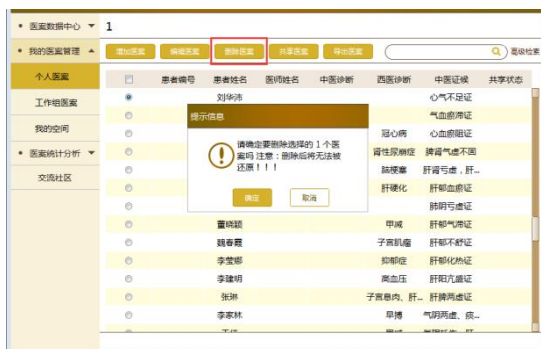 医案数据中心
1
我的医案管理
增加医案 编辑医案 删除医案 共享医案 导出医案 高级检索
个人医案
工作组医案
我的空间
医案统计分析
交流社区
患者编号 患者姓名 医师姓名 中医诊断 西医诊断 中医证候 共享状态
刘华沛 心气不足证
气血瘀滞证
冠心病 心血瘀阻证
肾性尿崩症 脾肾气虚不固
脑梗塞 肝肾亏虚，肝...
肝硬化 肝郁血瘀证
肺阴亏虚证
提示信息
请确定要删除选择的 1 个医
案吗 注意：删除后将无法被
还原！！！
确定 取消
董晓颖 甲减 肝郁气滞证
魏春霞 子宫肌瘤 肝郁不舒证
李莹娜 抑郁症 肝郁化热证
李建明 高血压 肝阳亢盛证
张琳 子宫息肉、肝... 肝脾两虚证
李家林 早搏 气阴两虚、痰...